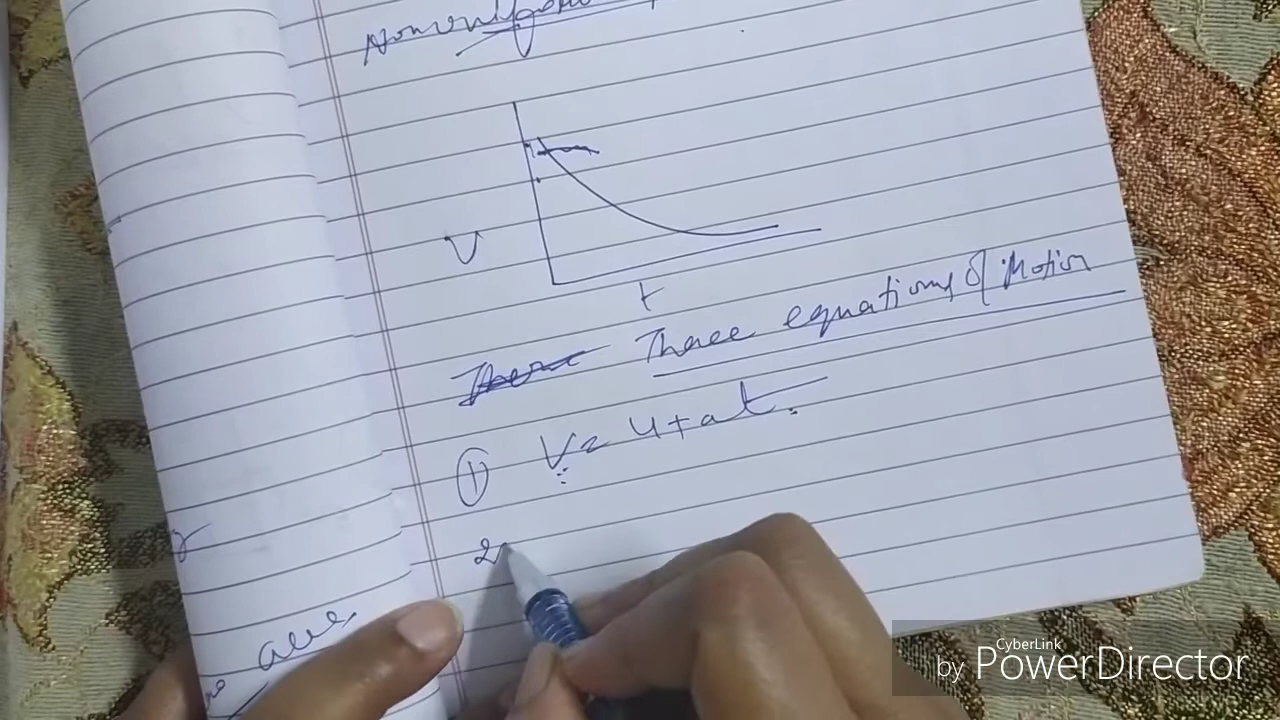 V
t
Three equations of Motion
① V = u + at.
2
CyberLink
by PowerDirector